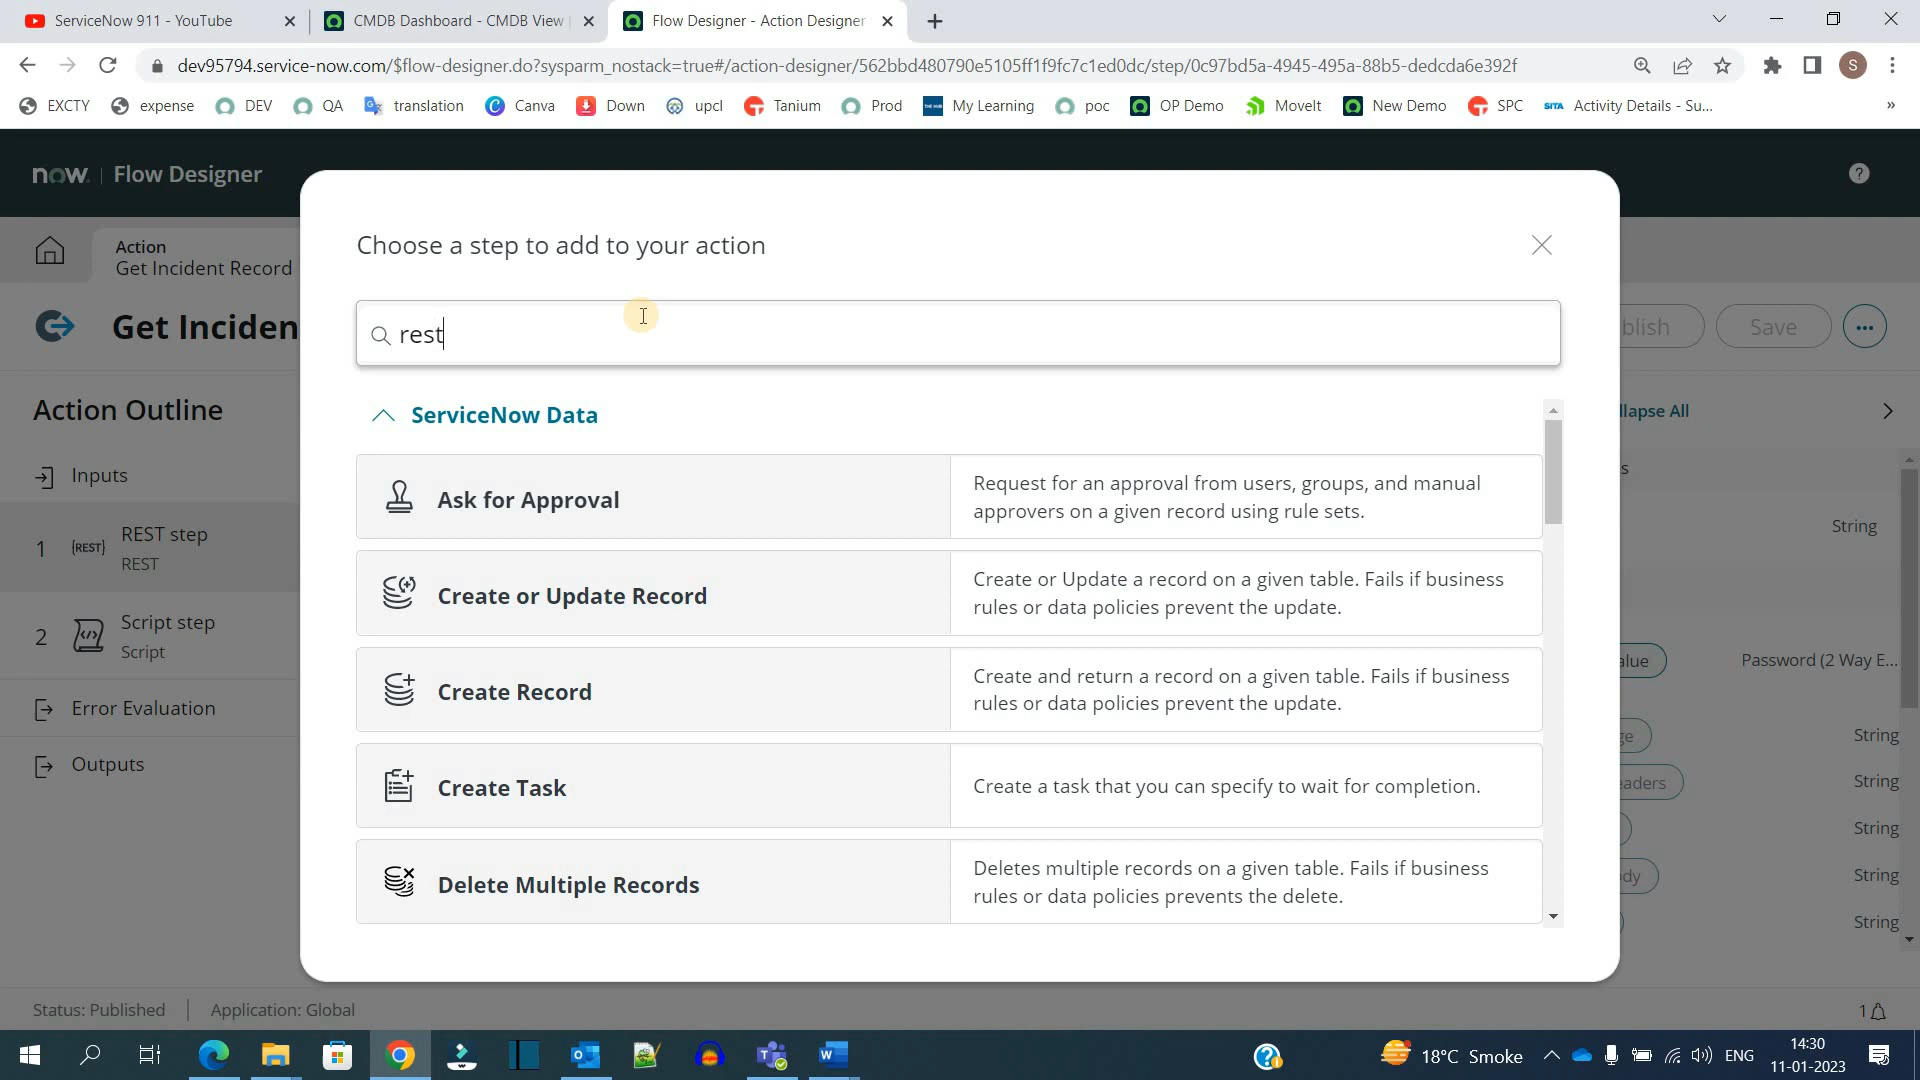 ServiceNow 911 - YouTube
CMDB Dashboard - CMDB View
Flow Designer - Action Designer
dev95794.service-now.com/$flow-designer.do?sysparm_nostack=true#/action-designer/562bbd480790e5105ff1f9fc7c1ed0dc/step/0c97bd5a-4945-495a-88b5-dedcda6e392f
S
EXCTY
expense
DEV
QA
translation
Canva
Down
upcl
Tanium
Prod
My Learning
poc
OP Demo
MoveIt
New Demo
SPC
SITA Activity Details - Su...
»
now. | Flow Designer
Action
Get Incident Record
Get Inciden
blish
Save
Action Outline
Inputs
1 {REST} REST step
REST
2 Script step
Script
Error Evaluation
Outputs
Choose a step to add to your action
rest
ServiceNow Data
Ask for Approval
Request for an approval from users, groups, and manual
approvers on a given record using rule sets.
Create or Update Record
Create or Update a record on a given table. Fails if business
rules or data policies prevent the update.
Create Record
Create and return a record on a given table. Fails if business
rules or data policies prevent the update.
Create Task
Create a task that you can specify to wait for completion.
Delete Multiple Records
Deletes multiple records on a given table. Fails if business
rules or data policies prevents the delete.
llapse All
s
String
alue
Password (2 Way E...
ge
String
eaders
String
String
dy
String
String
Status: Published
Application: Global
1
18°C Smoke
ENG
14:30
11-01-2023